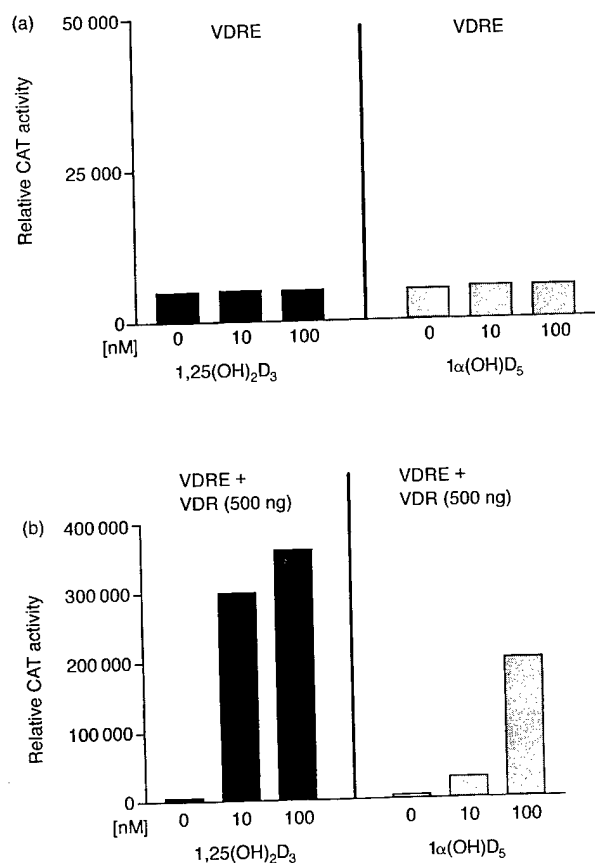 (a)
50 000
VDRE
VDRE
Relative CAT activity
25 000
0
[nM]
0
10
100
0
10
100
1,25(OH)₂D₃
1α(OH)D₅
VDRE +
VDR (500 ng)
VDRE +
VDR (500 ng)
(b)
400 000
Relative CAT activity
300 000
200 000
100 000
0
[nM]
0
10
100
0
10
100
1,25(OH)₂D₃
1α(OH)D₅